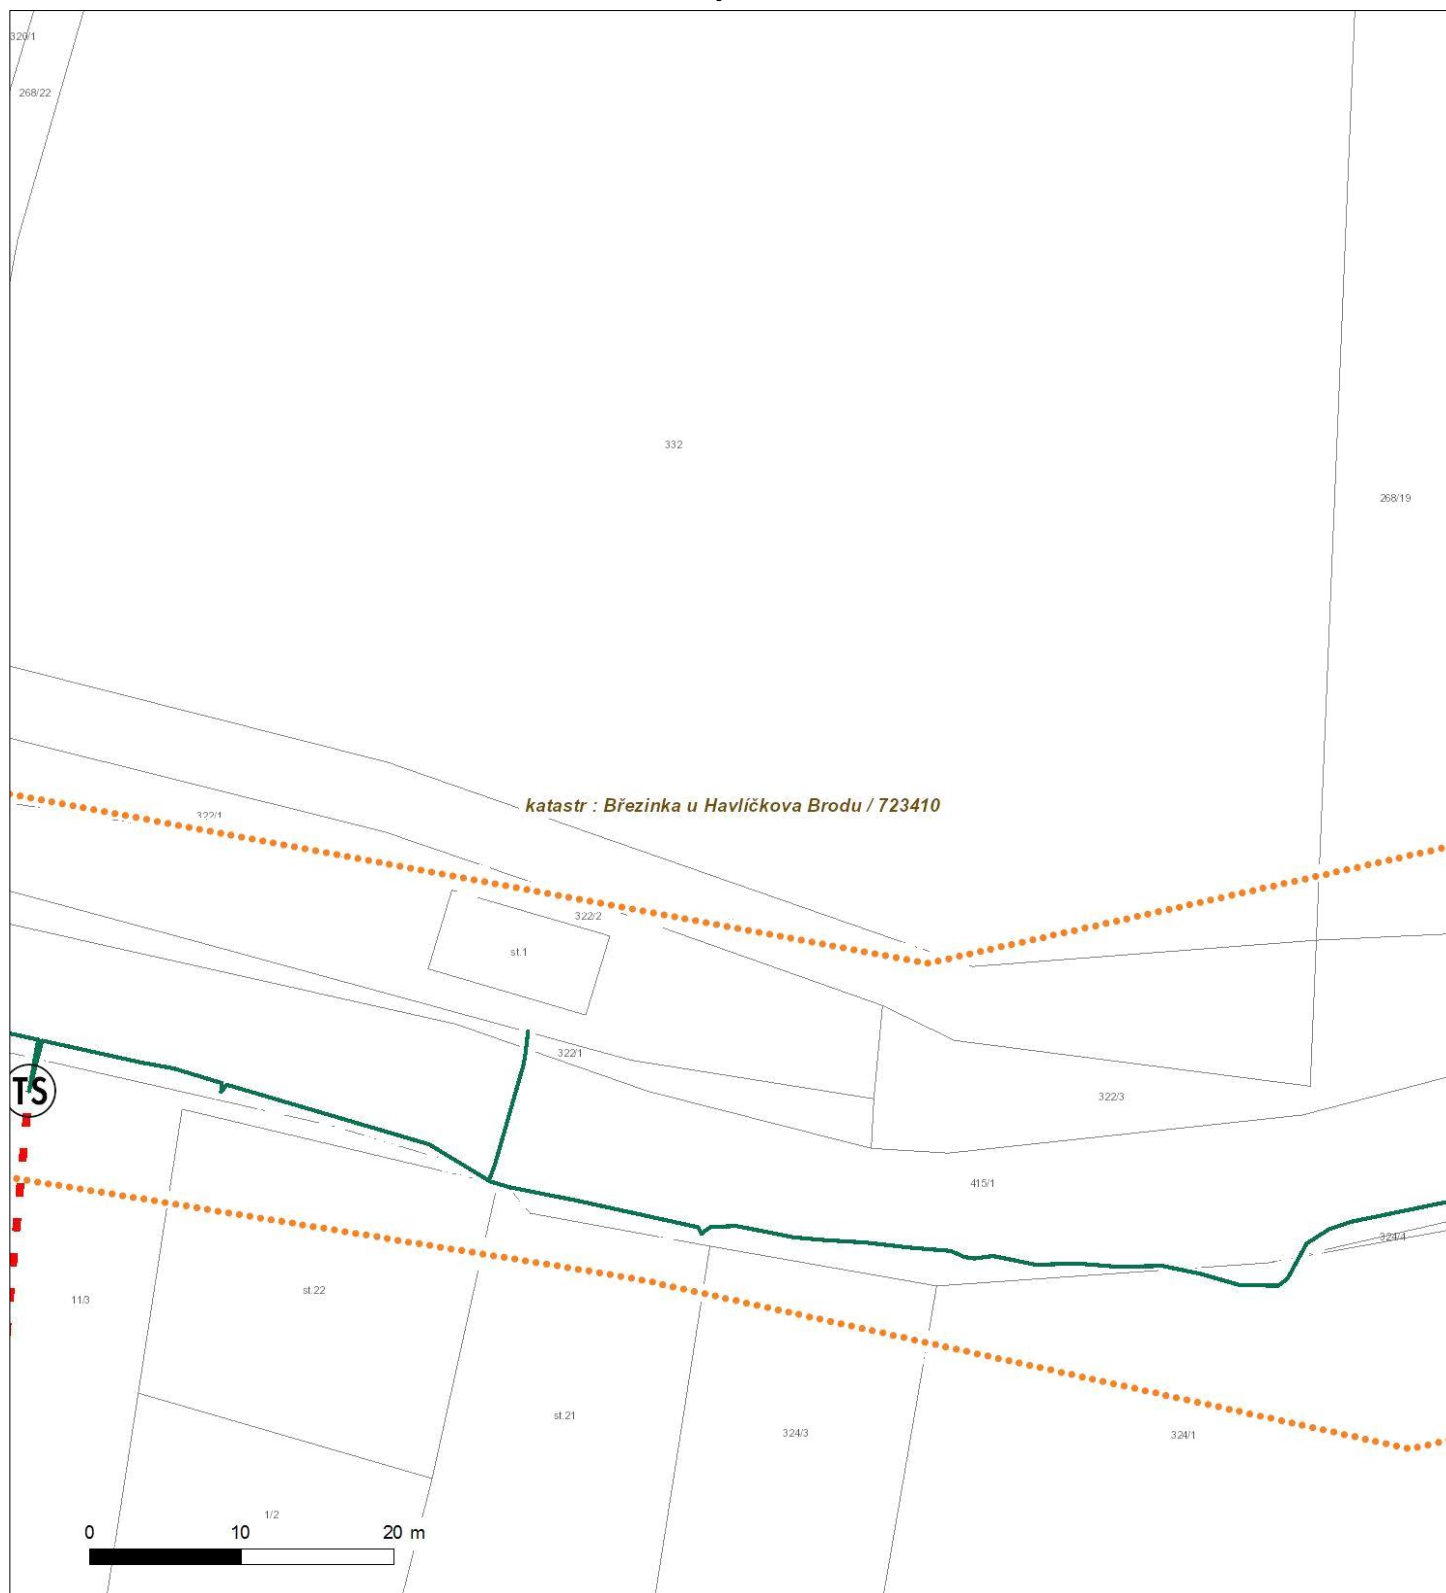 320/1
268/22
332
268/19
katastr : Březinka u Havlíčkova Brodu / 723410
322/1
322/2
st.1
322/1
TS
322/3
415/1
324/4
st.22
11/3
st.21
324/3
324/1
1/2
0 10 20 m